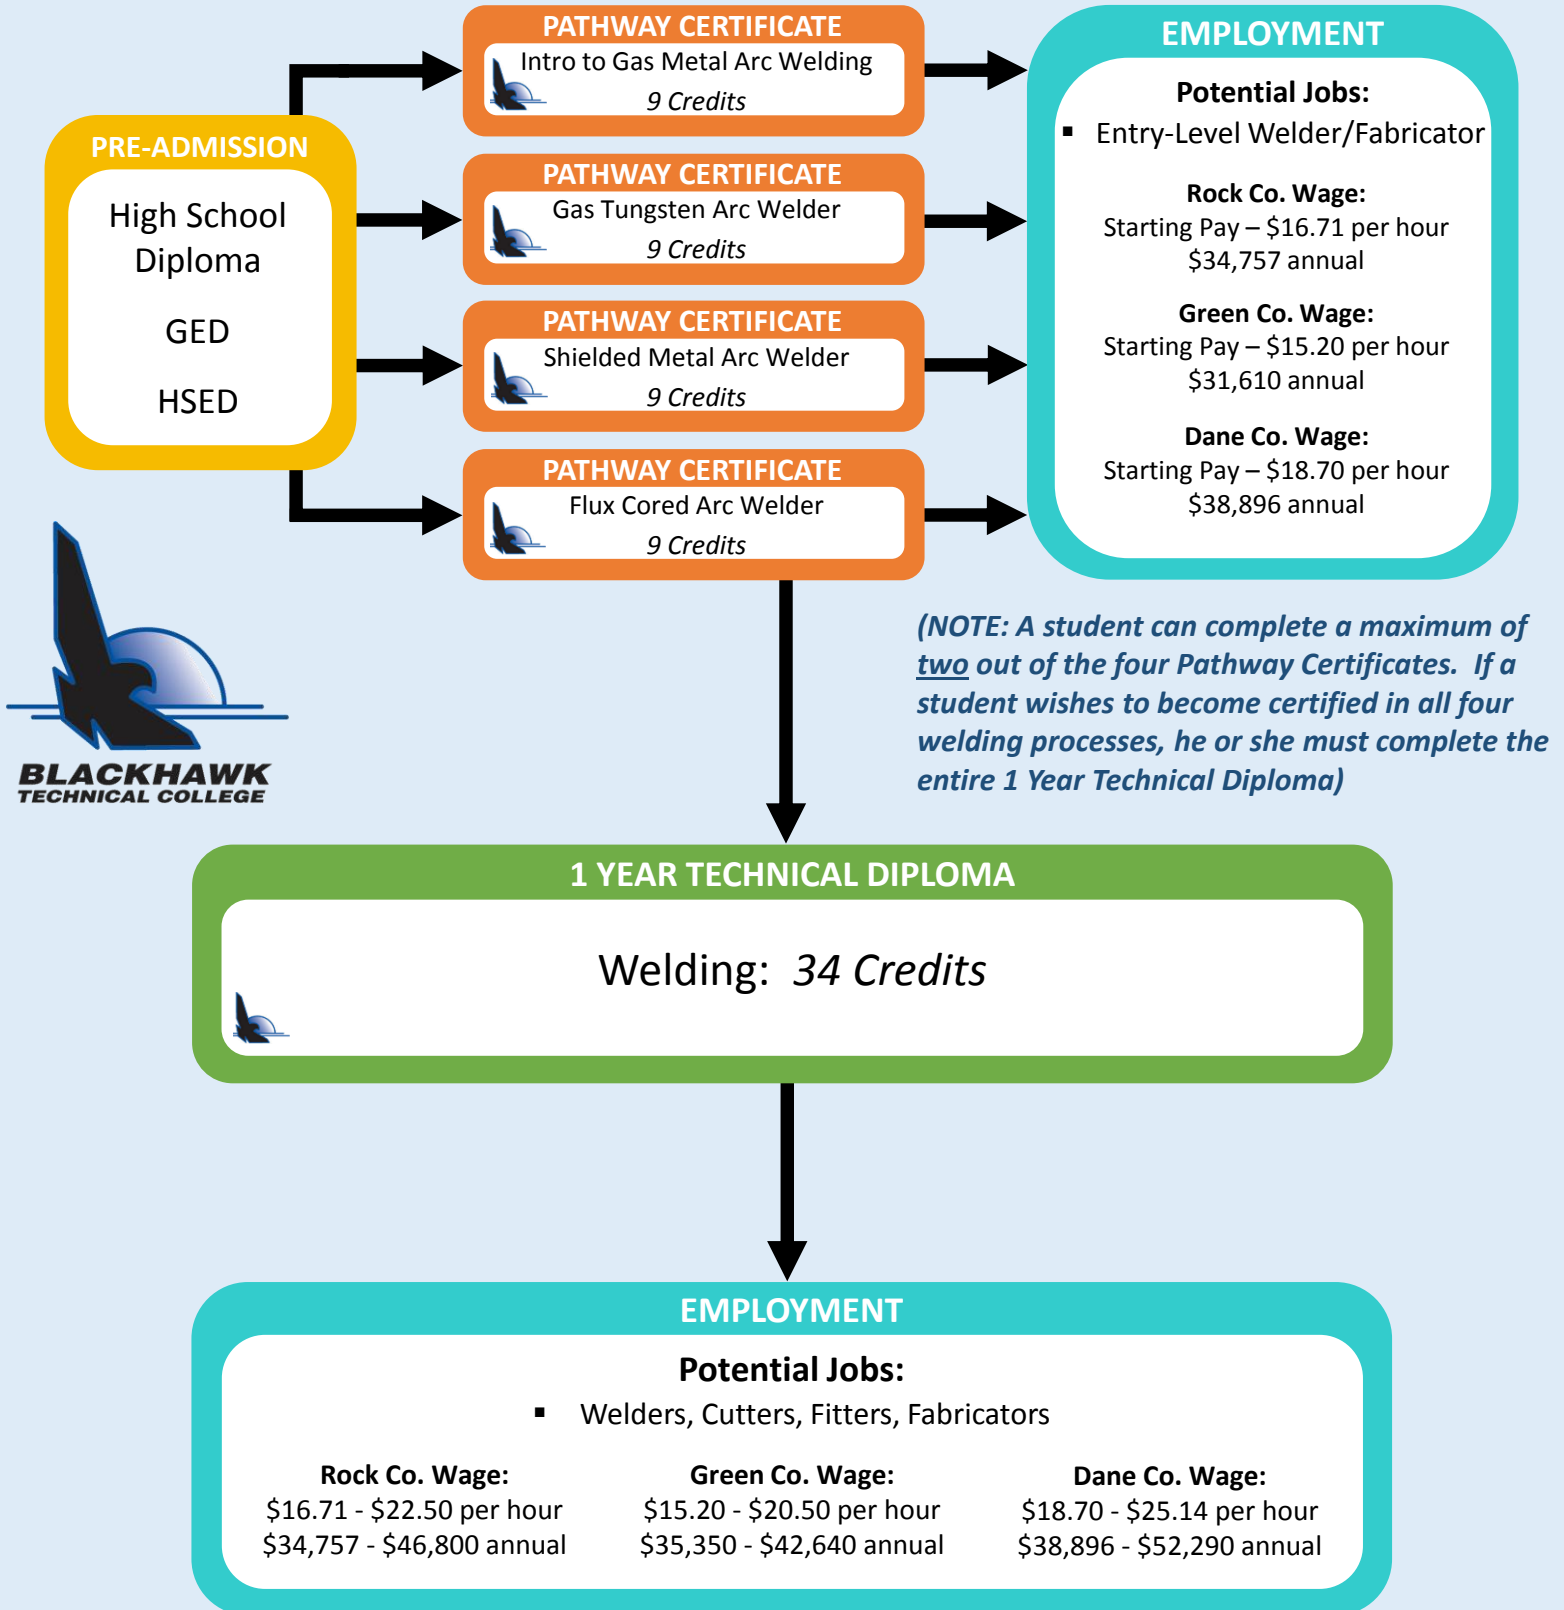 PRE-ADMISSION
High School
Diploma
GED
HSED
PATHWAY CERTIFICATE
Intro to Gas Metal Arc Welding
9 Credits
PATHWAY CERTIFICATE
Gas Tungsten Arc Welder
9 Credits
PATHWAY CERTIFICATE
Shielded Metal Arc Welder
9 Credits
PATHWAY CERTIFICATE
Flux Cored Arc Welder
9 Credits
EMPLOYMENT
Potential Jobs:
▪ Entry-Level Welder/Fabricator
Rock Co. Wage:
Starting Pay – $16.71 per hour
$34,757 annual
Green Co. Wage:
Starting Pay – $15.20 per hour
$31,610 annual
Dane Co. Wage:
Starting Pay – $18.70 per hour
$38,896 annual
BLACKHAWK
TECHNICAL COLLEGE
(NOTE: A student can complete a maximum of
two out of the four Pathway Certificates. If a
student wishes to become certified in all four
welding processes, he or she must complete the
entire 1 Year Technical Diploma)
1 YEAR TECHNICAL DIPLOMA
Welding: 34 Credits
EMPLOYMENT
Potential Jobs:
▪ Welders, Cutters, Fitters, Fabricators
Rock Co. Wage:
$16.71 - $22.50 per hour
$34,757 - $46,800 annual
Green Co. Wage:
$15.20 - $20.50 per hour
$35,350 - $42,640 annual
Dane Co. Wage:
$18.70 - $25.14 per hour
$38,896 - $52,290 annual